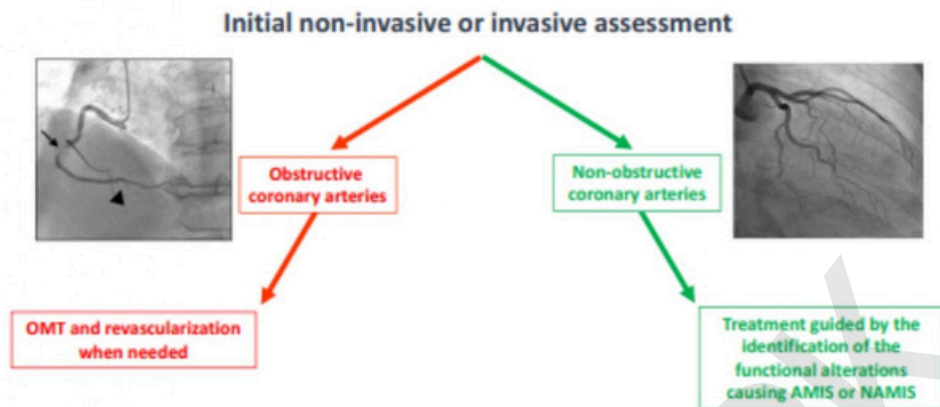 Initial non-invasive or invasive assessment
Obstructive
coronary arteries
Non-obstructive
coronary arteries
OMT and revascularization
when needed
Treatment guided by the
identification of the
functional alterations
causing AMIS or NAMIS